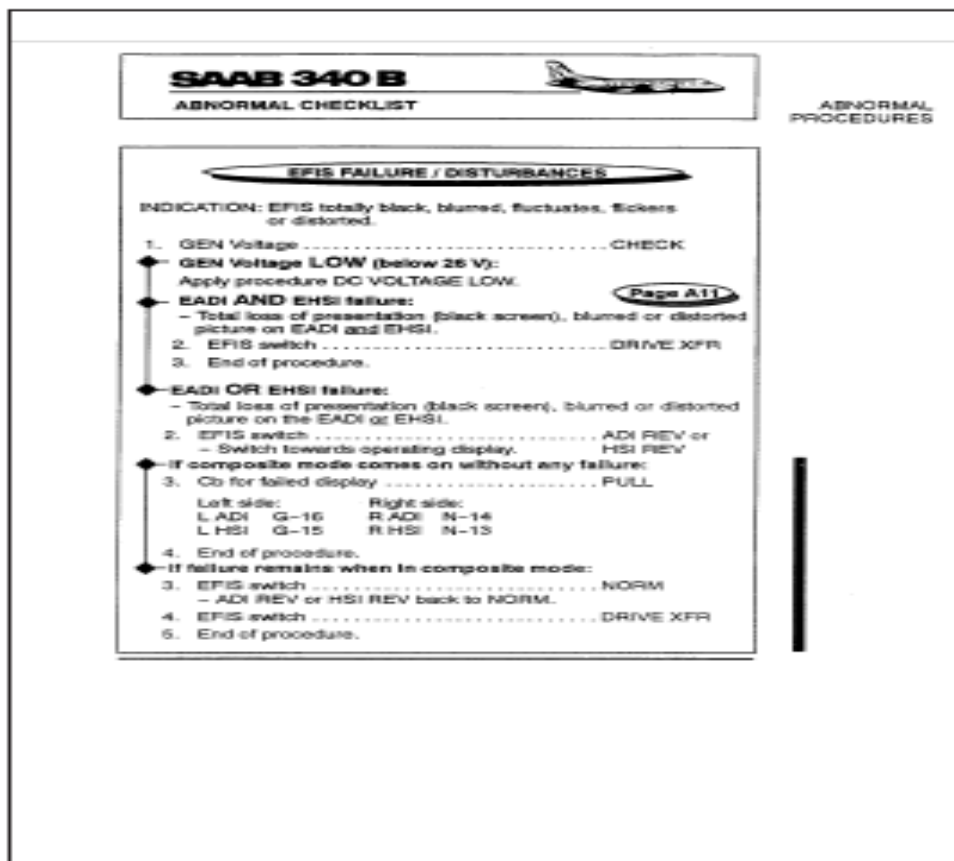 SAAB 340 B
ABNORMAL CHECKLIST
ABNORMAL
PROCEDURES
EFIS FAILURE / DISTURBANCES
INDICATION: EFIS totally black, blurred, fluctuates, flickers
or distorted.
1. GEN Voltage ............................... CHECK
GEN Voltage LOW (below 26 V):
Apply procedure DC VOLTAGE LOW.
Page A11
EADI AND EHSI failure:
– Total loss of presentation (black screen), blurred or distorted
picture on EADI and EHSI.
2. EFIS switch ............................. DRIVE XFR
3. End of procedure.
EADI OR EHSI failure:
– Total loss of presentation (black screen), blurred or distorted
picture on the EADI or EHSI.
2. EFIS switch ............................. ADI REV or
– Switch towards operating display. HSI REV
If composite mode comes on without any failure:
3. Cb for failed display ...................... PULL
Left side: Right side:
L ADI G–16 R ADI N–14
L HSI G–15 R HSI N–13
4. End of procedure.
If failure remains when in composite mode:
3. EFIS switch ............................. NORM
– ADI REV or HSI REV back to NORM.
4. EFIS switch ............................. DRIVE XFR
5. End of procedure.